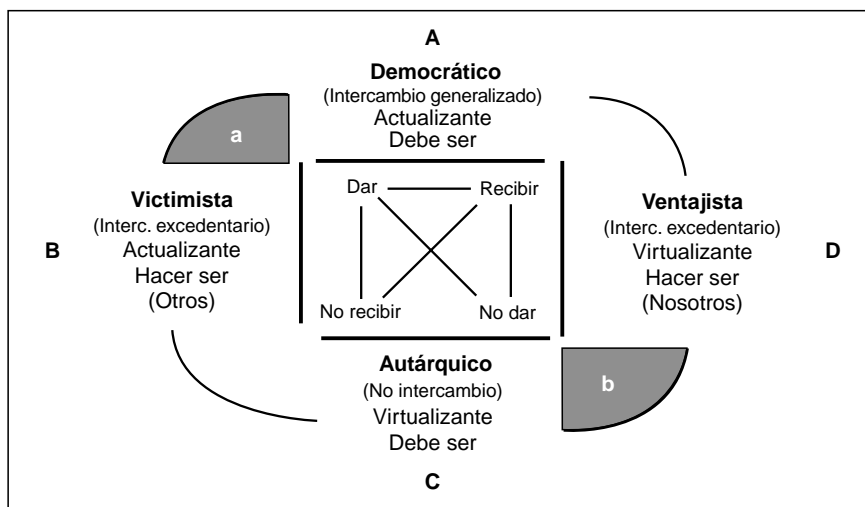 A
Democrático
(Intercambio generalizado)
Actualizante
Debe ser
a
Dar
Recibir
Victimista
(Interc. excedentario)
Actualizante
Hacer ser
(Otros)
B
Ventajista
(Interc. excedentario)
Virtualizante
Hacer ser
(Nosotros)
D
No recibir
No dar
Autárquico
(No intercambio)
Virtualizante
Debe ser
b
C